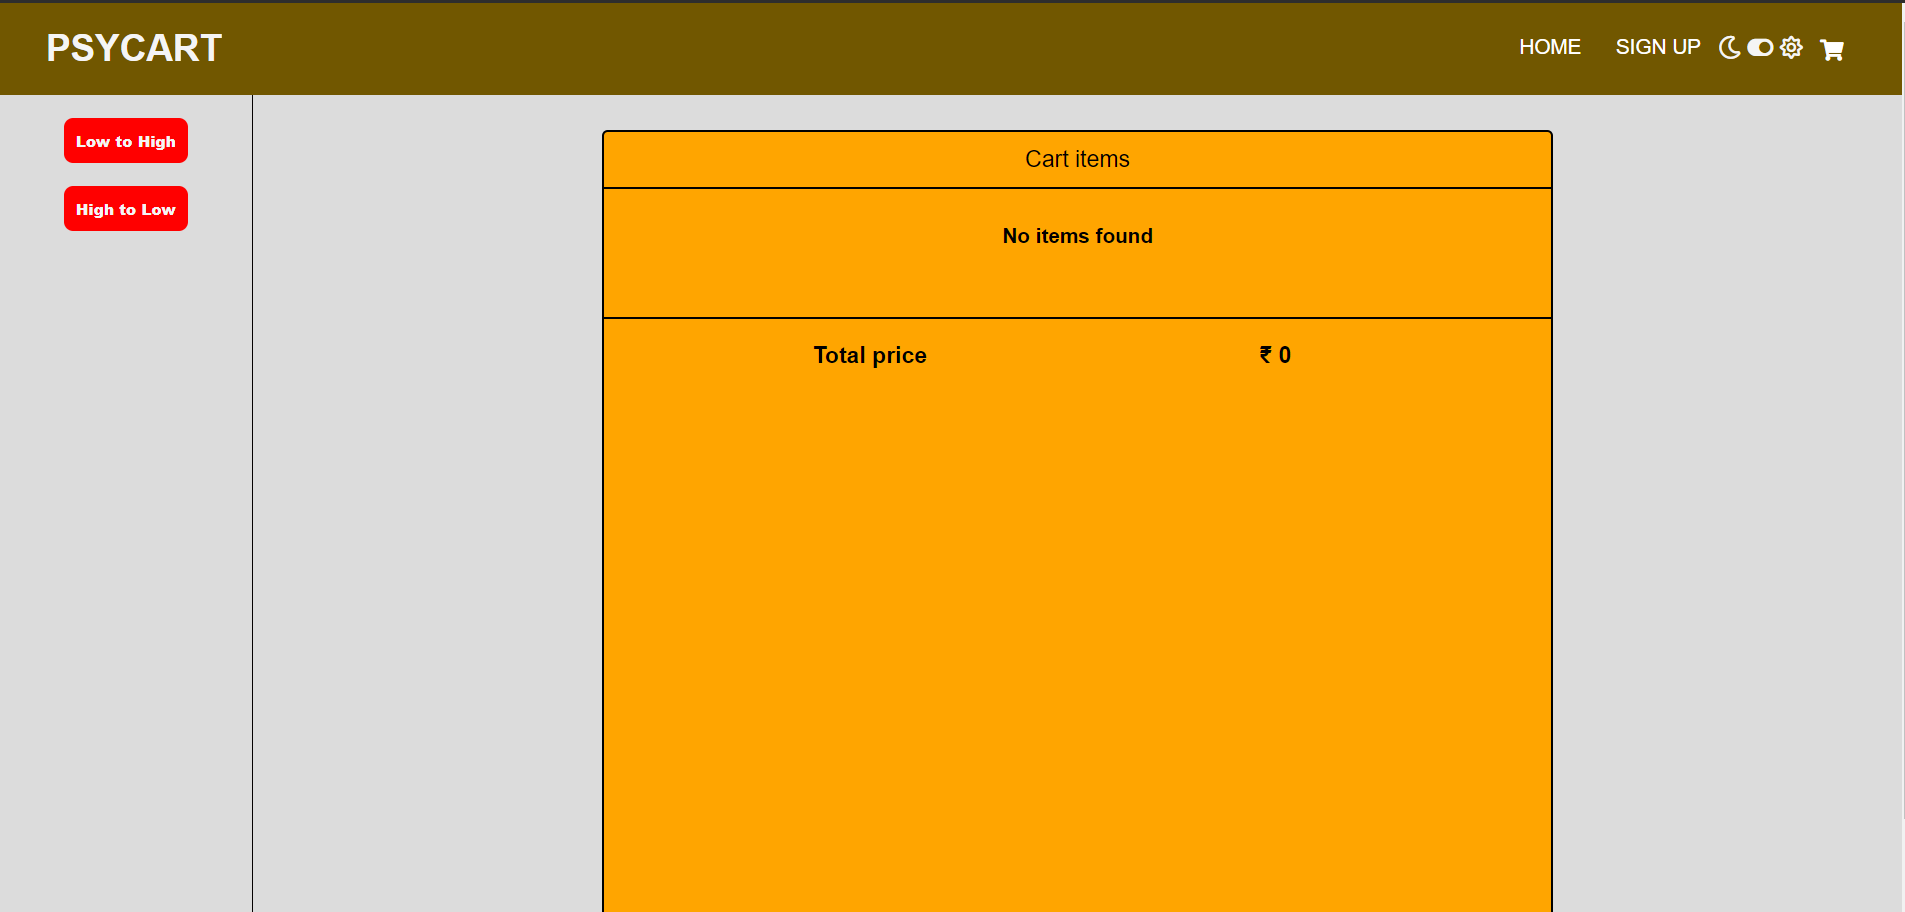 PSYCART
HOME
SIGN UP
Low to High
High to Low
Cart items
No items found
Total price
₹ 0